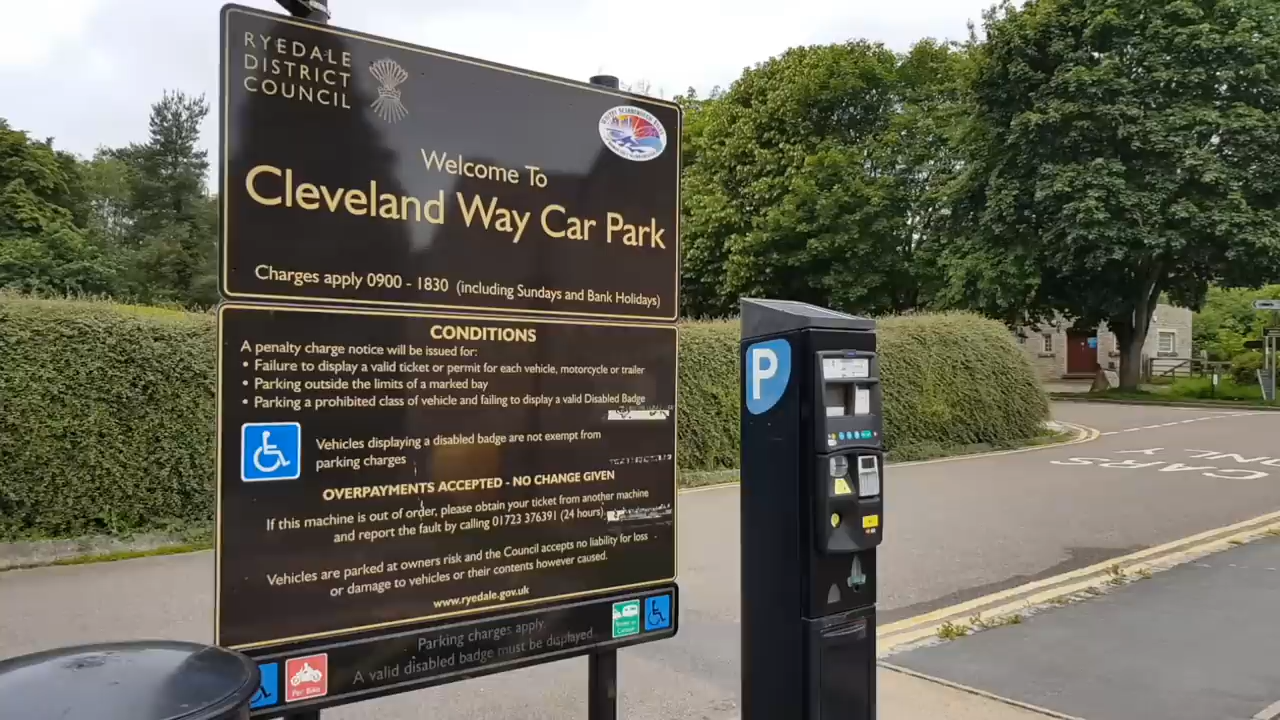 RYEDALE
DISTRICT
COUNCIL
Welcome To
Cleveland Way Car Park
Charges apply 0900 - 1830 (including Sundays and Bank Holidays)
CONDITIONS
A penalty charge notice will be issued for:
• Failure to display a valid ticket or permit for each vehicle, motorcycle or trailer
• Parking outside the limits of a marked bay
• Parking a prohibited class of vehicle and failing to display a valid Disabled Badge
Vehicles displaying a disabled badge are not exempt from
parking charges
OVERPAYMENTS ACCEPTED - NO CHANGE GIVEN
If this machine is out of order, please obtain your ticket from another machine
and report the fault by calling 01723 376391 (24 hours).
Vehicles are parked at owners risk and the Council accepts no liability for loss
or damage to vehicles or their contents however caused.
www.ryedale.gov.uk
Parking charges apply.
A valid disabled badge must be displayed
P
CARS
ONLY